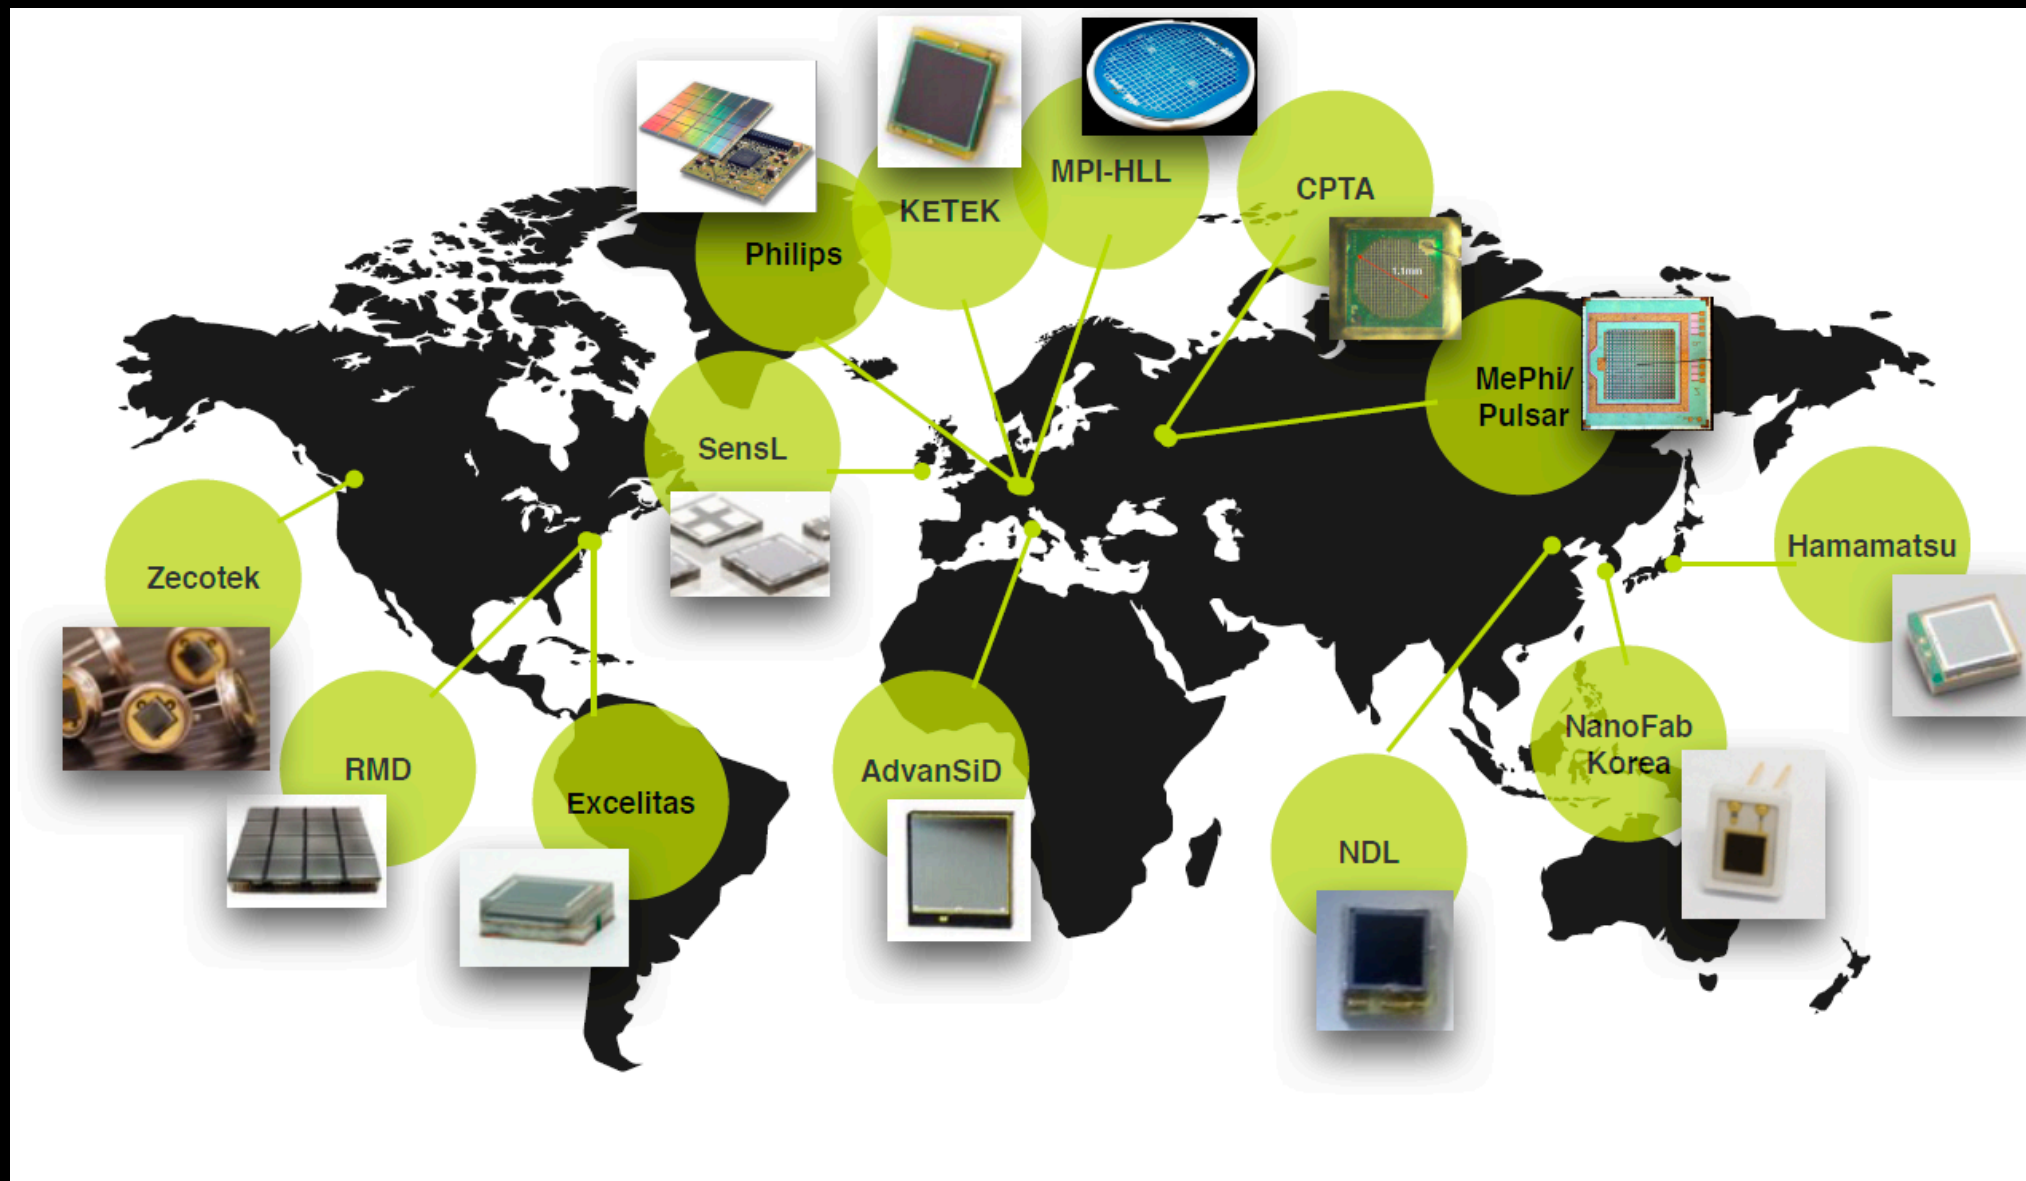 MPI-HLL
CPTA
KETEK
Philips
1.1mm
MePhi/
Pulsar
SensL
Hamamatsu
Zecotek
NanoFab
Korea
RMD
AdvanSiD
Excelitas
NDL